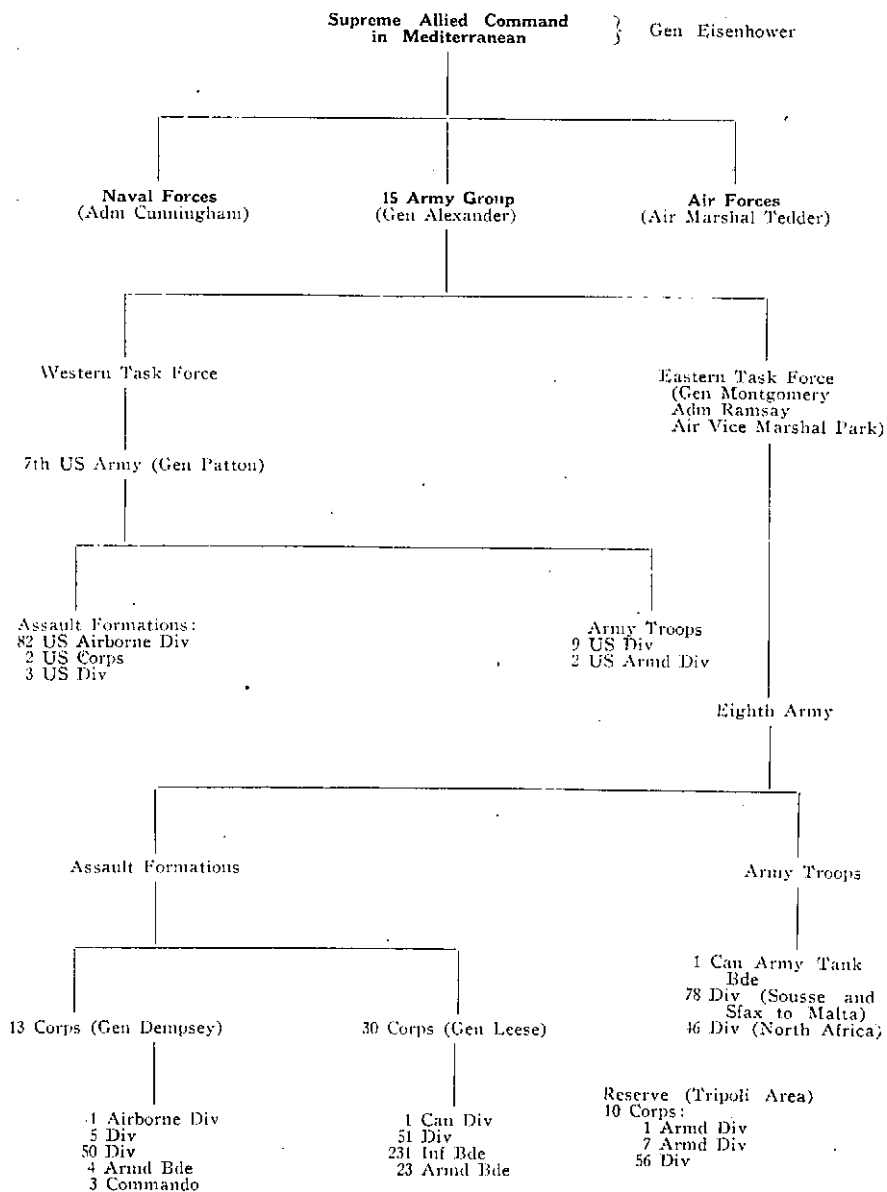 Supreme Allied Command
in Mediterranean
} Gen Eisenhower
Naval Forces
(Adm Cunningham)
15 Army Group
(Gen Alexander)
Air Forces
(Air Marshal Tedder)
Western Task Force
Eastern Task Force
(Gen Montgomery
Adm Ramsay
Air Vice Marshal Park)
7th US Army (Gen Patton)
Assault Formations:
82 US Airborne Div
2 US Corps
3 US Div
Army Troops
9 US Div
2 US Armd Div
Eighth Army
Assault Formations
Army Troops
1 Can Army Tank
Bde
78 Div (Sousse and
Sfax to Malta)
46 Div (North Africa)
13 Corps (Gen Dempsey)
30 Corps (Gen Leese)
1 Airborne Div
5 Div
50 Div
4 Armd Bde
3 Commando
1 Can Div
51 Div
231 Inf Bde
23 Armd Bde
Reserve (Tripoli Area)
10 Corps:
1 Armd Div
7 Armd Div
56 Div